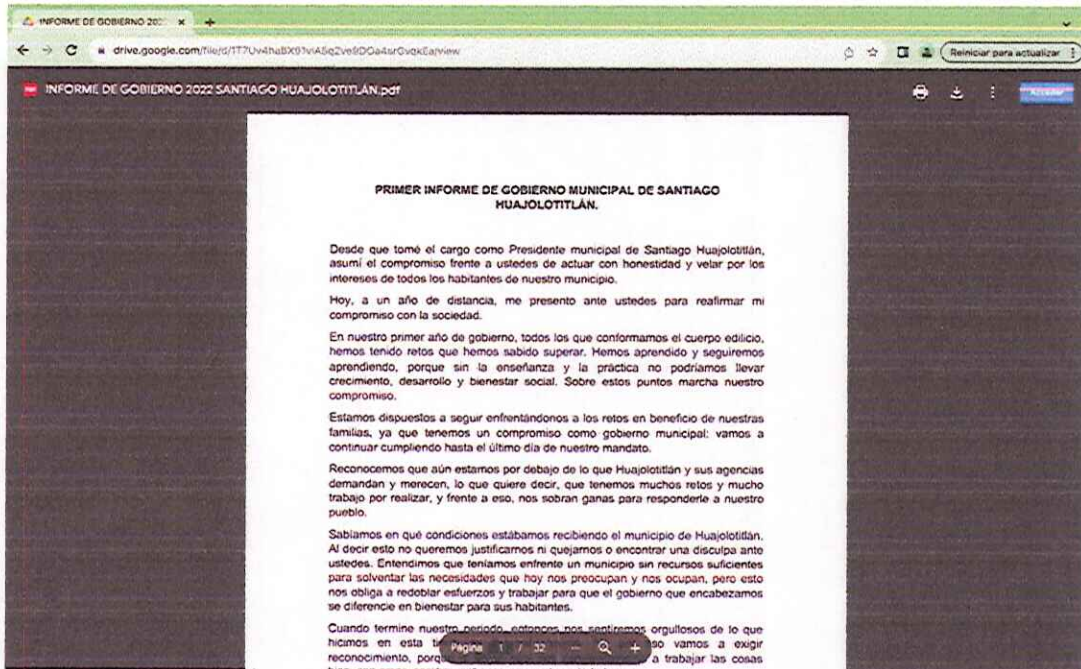 INFORME DE GOBIERNO 202
drive.google.com/file/d/
Reiniciar para actualizar
INFORME DE GOBIERNO 2022 SANTIAGO HUAJOLOTITLÁN.pdf
Acceder
PRIMER INFORME DE GOBIERNO MUNICIPAL DE SANTIAGO
HUAJOLOTITLÁN.
Desde que tomé el cargo como Presidente municipal de Santiago Huajolotitlán,
asumí el compromiso frente a ustedes de actuar con honestidad y velar por los
intereses de todos los habitantes de nuestro municipio.
Hoy, a un año de distancia, me presento ante ustedes para reafirmar mi
compromiso con la sociedad.
En nuestro primer año de gobierno, todos los que conformamos el cuerpo edilicio,
hemos tenido retos que hemos sabido superar. Hemos aprendido y seguiremos
aprendiendo, porque sin la enseñanza y la práctica no podríamos llevar
crecimiento, desarrollo y bienestar social. Sobre estos puntos marcha nuestro
compromiso.
Estamos dispuestos a seguir enfrentándonos a los retos en beneficio de nuestras
familias, ya que tenemos un compromiso como gobierno municipal: vamos a
continuar cumpliendo hasta el último día de nuestro mandato.
Reconocemos que aún estamos por debajo de lo que Huajolotitlán y sus agencias
demandan y merecen, lo que quiere decir, que tenemos muchos retos y mucho
trabajo por realizar, y frente a eso, nos sobran ganas para responderle a nuestro
pueblo.
Sabíamos en qué condiciones estábamos recibiendo el municipio de Huajolotitlán.
Al decir esto no queremos justificarnos ni quejarnos o encontrar una disculpa ante
ustedes. Entendimos que teníamos enfrente un municipio sin recursos suficientes
para solventar las necesidades que hoy nos preocupan y nos ocupan, pero esto
nos obliga a redoblar esfuerzos y trabajar para que el gobierno que encabezamos
se diferencie en bienestar para sus habitantes.
Cuando termine nuestro periodo, entonces nos sentiremos orgullosos de lo que
hicimos en esta so vamos a exigir
Página 1 / 32
reconocimiento, a trabajar las cosas